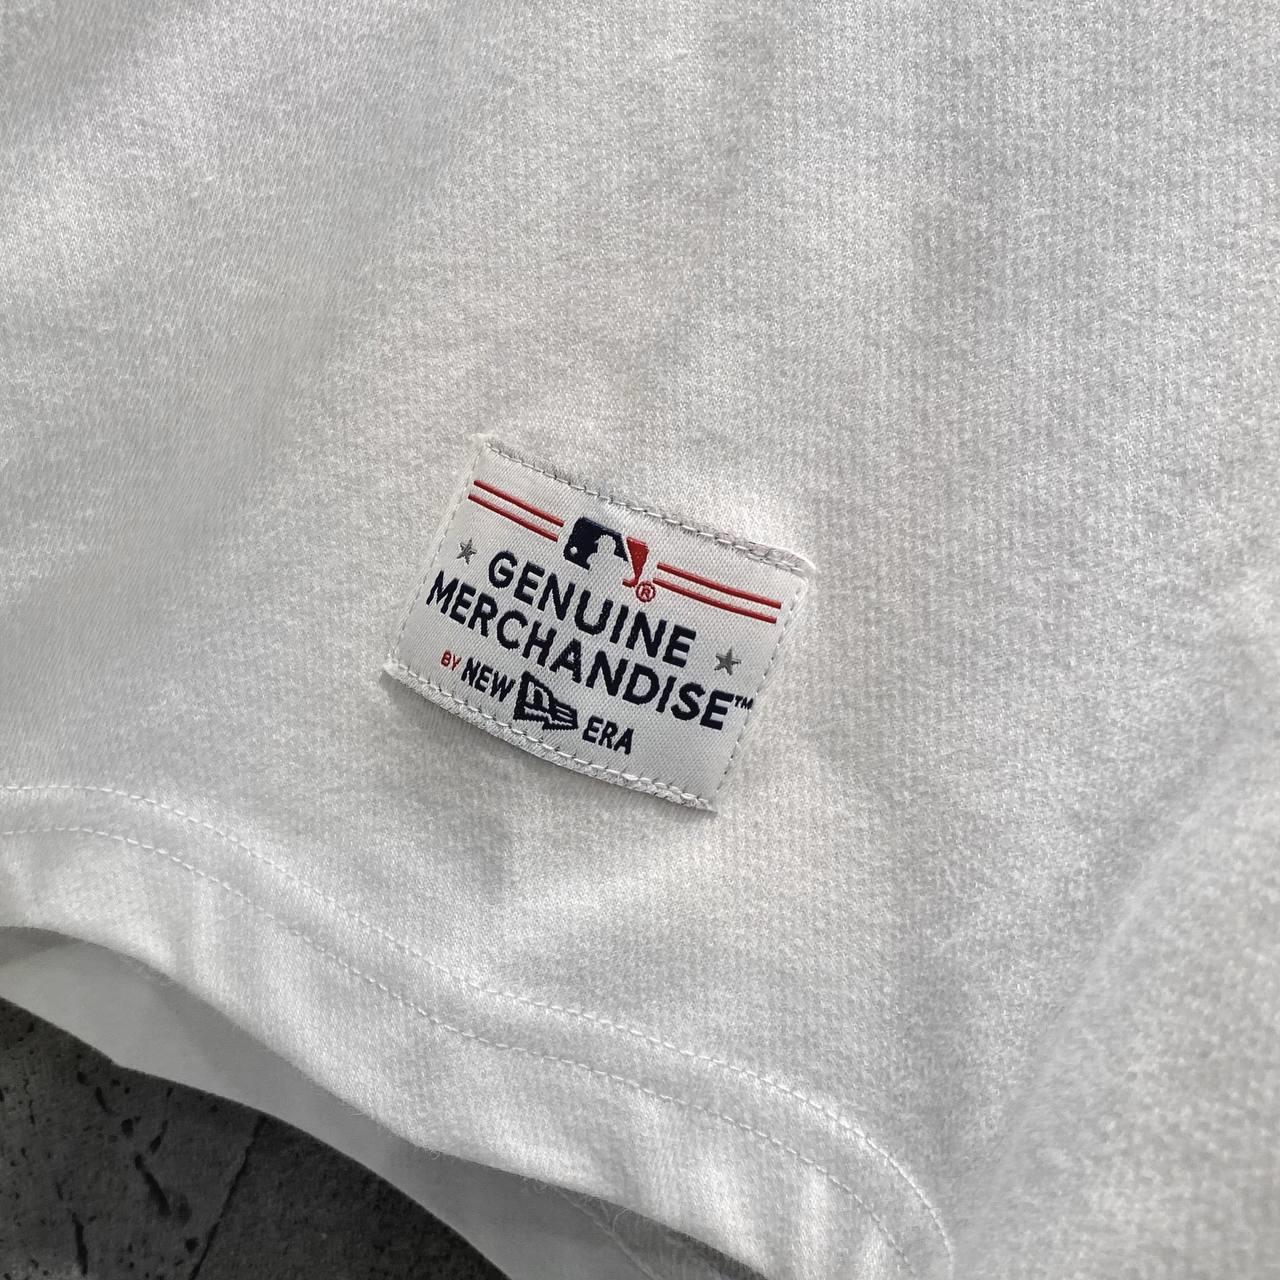 ®
GENUINE
MERCHANDISE™
BY NEW ERA